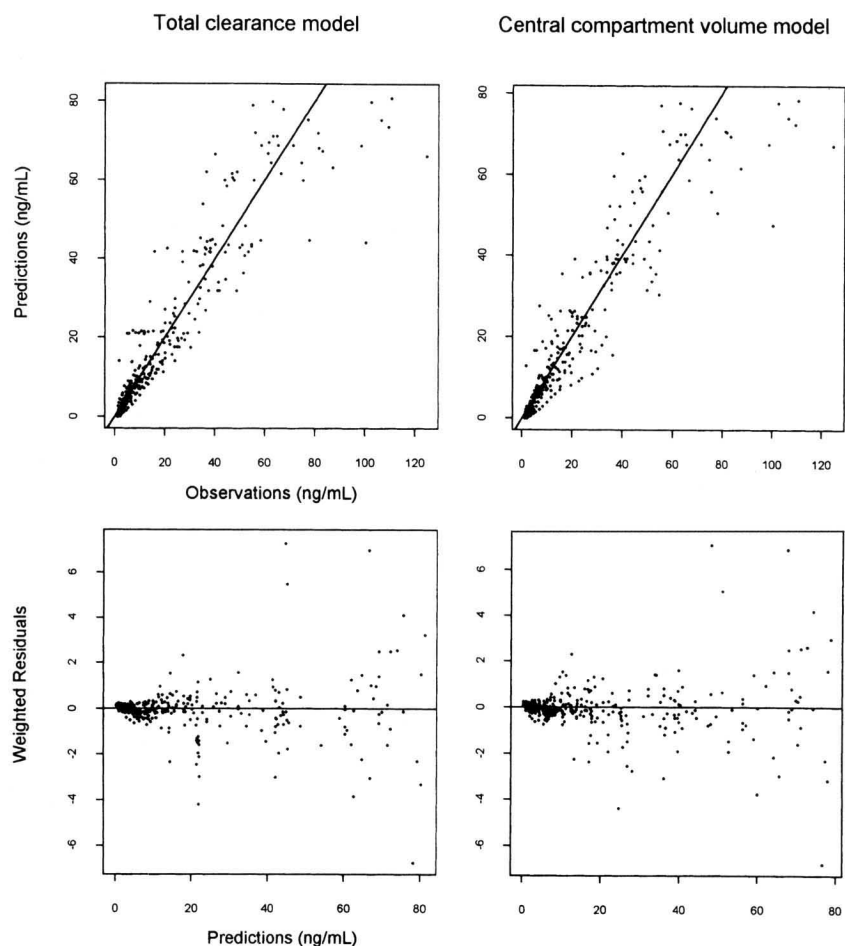 Total clearance model
Central compartment volume model
Predictions (ng/mL)
80
60
40
20
0
0 20 40 60 80 100 120
Observations (ng/mL)
80
60
40
20
0
0 20 40 60 80 100 120
Weighted Residuals
6
4
2
0
-2
-4
-6
0 20 40 60 80
Predictions (ng/mL)
6
4
2
0
-2
-4
-6
0 20 40 60 80